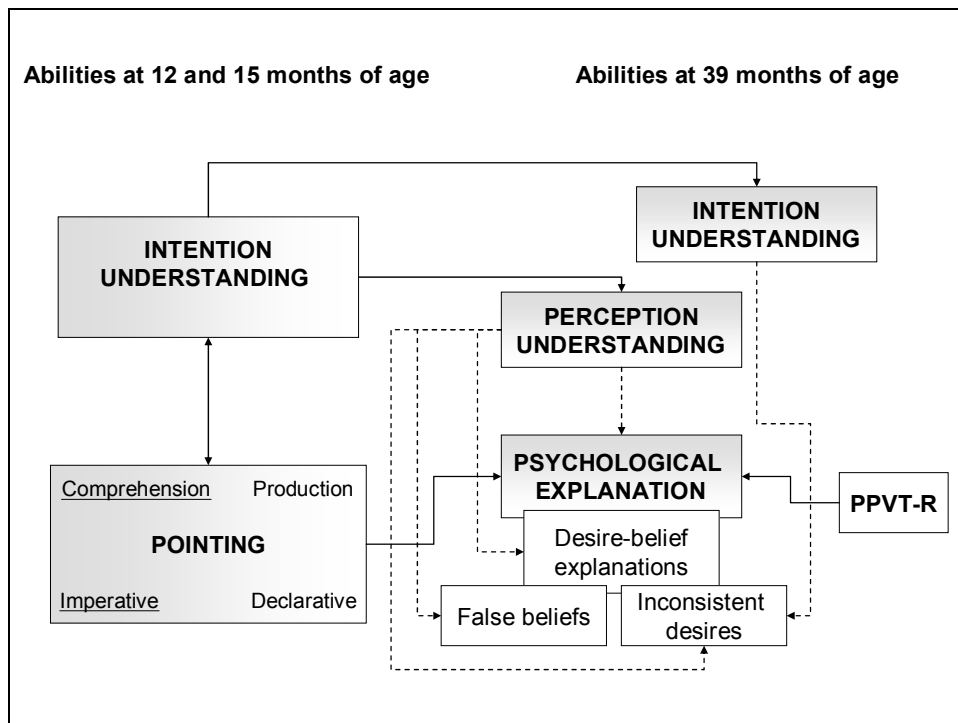 Abilities at 12 and 15 months of age
Abilities at 39 months of age
INTENTION
UNDERSTANDING
INTENTION
UNDERSTANDING
PERCEPTION
UNDERSTANDING
PSYCHOLOGICAL
EXPLANATION
Comprehension
Production
POINTING
Imperative
Declarative
PPVT-R
Desire-belief
explanations
False beliefs
Inconsistent
desires